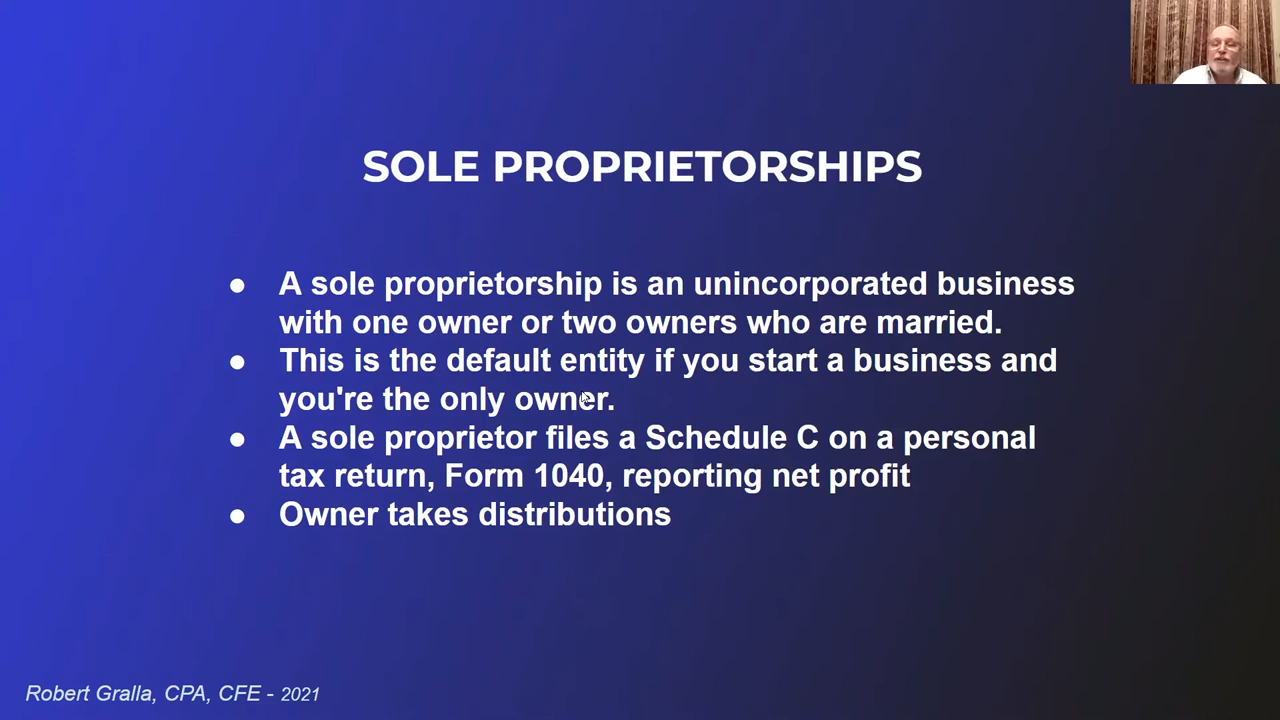 SOLE PROPRIETORSHIPS
● A sole proprietorship is an unincorporated business
with one owner or two owners who are married.
● This is the default entity if you start a business and
you're the only owner.
● A sole proprietor files a Schedule C on a personal
tax return, Form 1040, reporting net profit
● Owner takes distributions
Robert Gralla, CPA, CFE - 2021